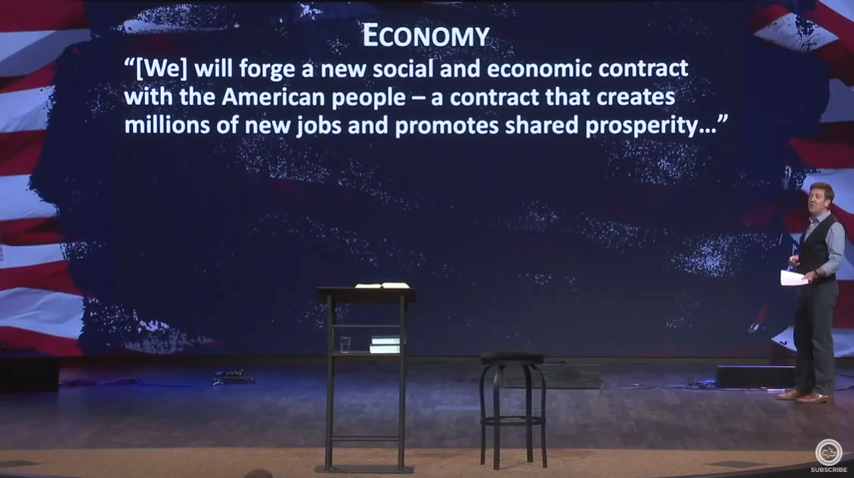 ECONOMY
“[We] will forge a new social and economic contract
with the American people – a contract that creates
millions of new jobs and promotes shared prosperity...”
SUBSCRIBE